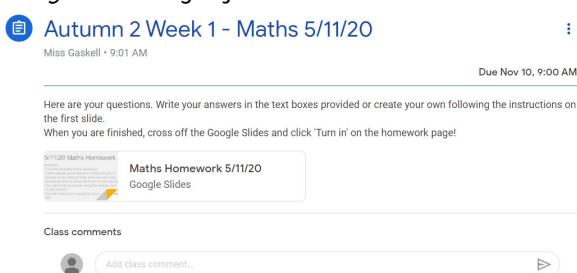 Autumn 2 Week 1 - Maths 5/11/20
Miss Gaskell • 9:01 AM
Due Nov 10, 9:00 AM
Here are your questions. Write your answers in the text boxes provided or create your own following the instructions on
the first slide.
When you are finished, cross off the Google Slides and click 'Turn in' on the homework page!
5/11/20 Maths Homework
Maths Homework 5/11/20
Google Slides
Class comments
Add class comment...